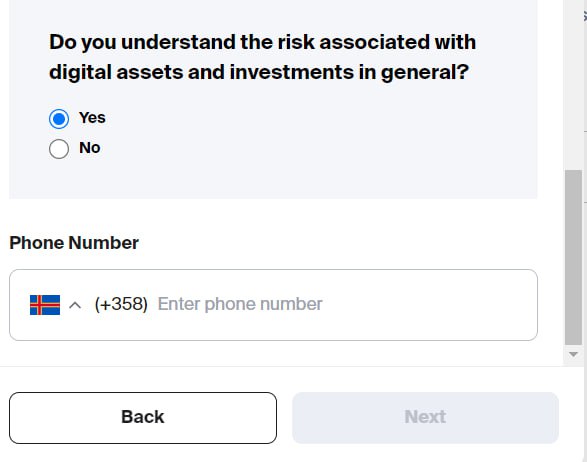 Do you understand the risk associated with
digital assets and investments in general?
Yes
No
Phone Number
(+358) Enter phone number
Back
Next